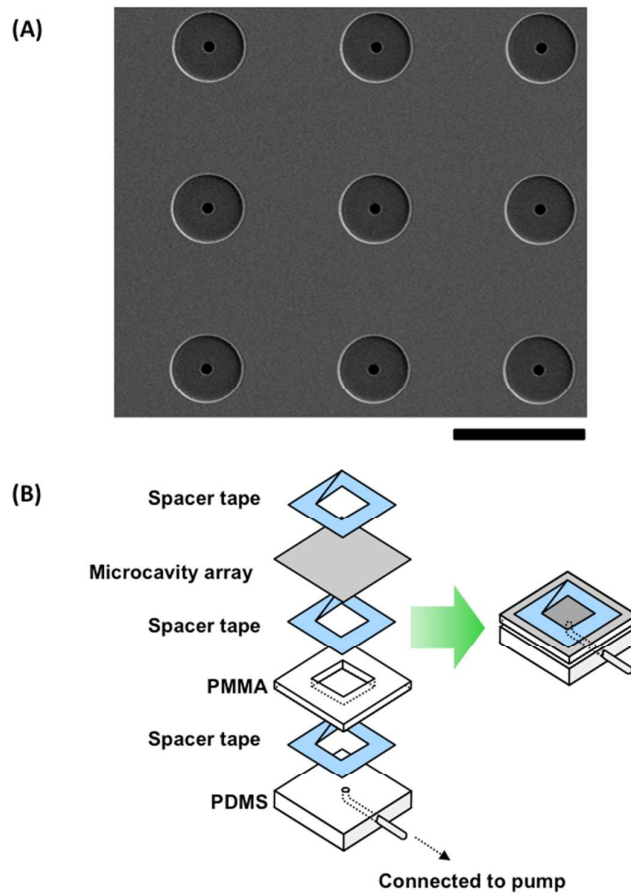 (A)
(B)
Spacer tape
Microcavity array
Spacer tape
PMMA
Spacer tape
PDMS
Connected to pump